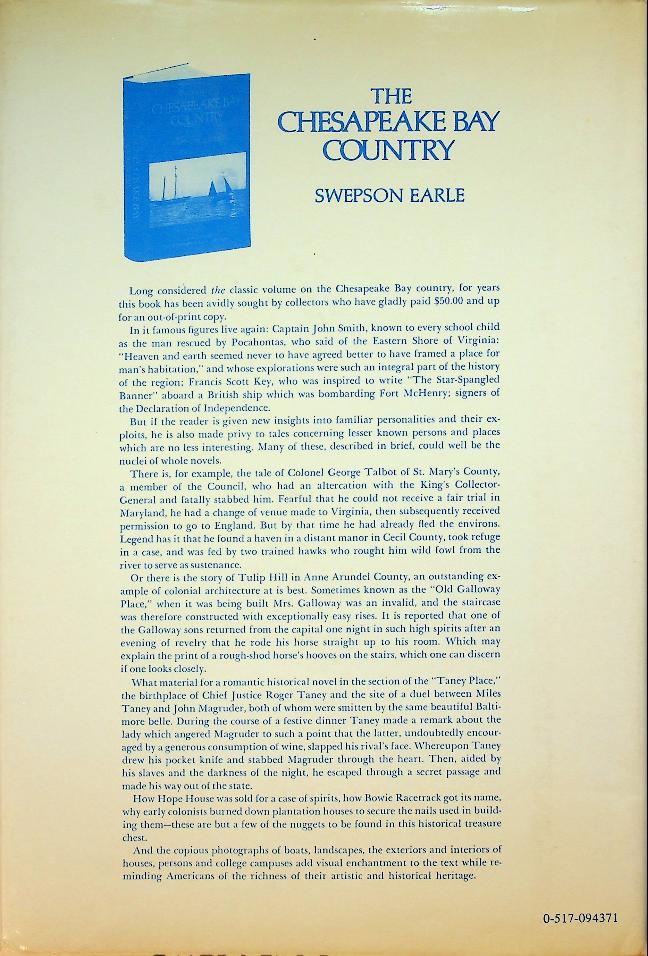 CHESAPEAKE BAY
COUNTRY
THE
CHESAPEAKE BAY
COUNTRY
SWEPSON EARLE
Long considered the classic volume on the Chesapeake Bay country, for years
this book has been avidly sought by collectors who have gladly paid $50.00 and up
for an out-of-print copy.
In it famous figures live again: Captain John Smith, known to every school child
as the man rescued by Pocahontas, who said of the Eastern Shore of Virginia:
"Heaven and earth seemed never to have agreed better to have framed a place for
man's habitation," and whose explorations were such an integral part of the history
of the region; Francis Scott Key, who was inspired to write "The Star-Spangled
Banner" aboard a British ship which was bombarding Fort McHenry; signers of
the Declaration of Independence.
But if the reader is given new insights into familiar personalities and their ex-
ploits, he is also made privy to tales concerning lesser known persons and places
which are no less interesting. Many of these, described in brief, could well be the
nuclei of whole novels.
There is, for example, the tale of Colonel George Talbot of St. Mary's County,
a member of the Council, who had an altercation with the King's Collector-
General and fatally stabbed him. Fearful that he could not receive a fair trial in
Maryland, he had a change of venue made to Virginia, then subsequently received
permission to go to England. But by that time he had already fled the environs.
Legend has it that he found a haven in a distant manor in Cecil County, took refuge
in a case, and was fed by two trained hawks who rought him wild fowl from the
river to serve as sustenance.
Or there is the story of Tulip Hill in Anne Arundel County, an outstanding ex-
ample of colonial architecture at is best. Sometimes known as the "Old Galloway
Place," when it was being built Mrs. Galloway was an invalid, and the staircase
was therefore constructed with exceptionally easy rises. It is reported that one of
the Galloway sons returned from the capital one night in such high spirits after an
evening of revelry that he rode his horse straight up to his room. Which may
explain the print of a rough-shod horse's hooves on the stairs, which one can discern
if one looks closely.
What material for a romantic historical novel in the section of the "Taney Place,"
the birthplace of Chief Justice Roger Taney and the site of a duel between Miles
Taney and John Magruder, both of whom were smitten by the same beautiful Balti-
more belle. During the course of a festive dinner Taney made a remark about the
lady which angered Magruder to such a point that the latter, undoubtedly encour-
aged by a generous consumption of wine, slapped his rival's face. Whereupon Taney
drew his pocket knife and stabbed Magruder through the heart. Then, aided by
his slaves and the darkness of the night, he escaped through a secret passage and
made his way out of the state.
How Hope House was sold for a case of spirits, how Bowie Racetrack got its name,
why early colonists burned down plantation houses to secure the nails used in build-
ing them—these are but a few of the nuggets to be found in this historical treasure
chest.
And the copious photographs of boats, landscapes, the exteriors and interiors of
houses, persons and college campuses add visual enchantment to the text while re-
minding Americans of the richness of their artistic and historical heritage.
0-517-094371